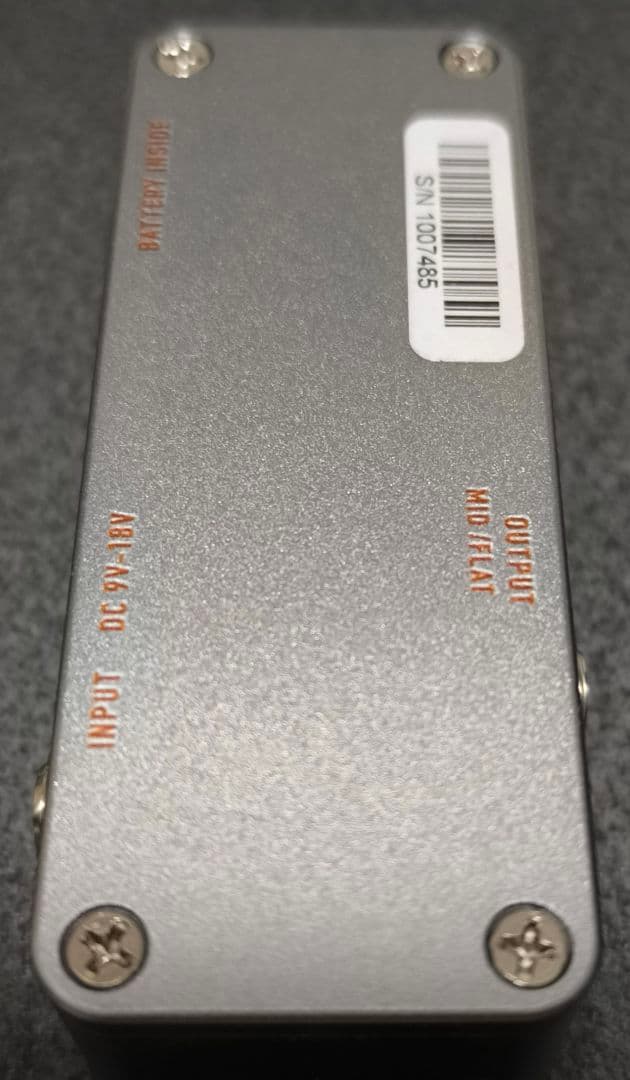 BATTERY INSIDE
S/N 1007485
INPUT DC 9V-18V
OUTPUT
MID /FLAT